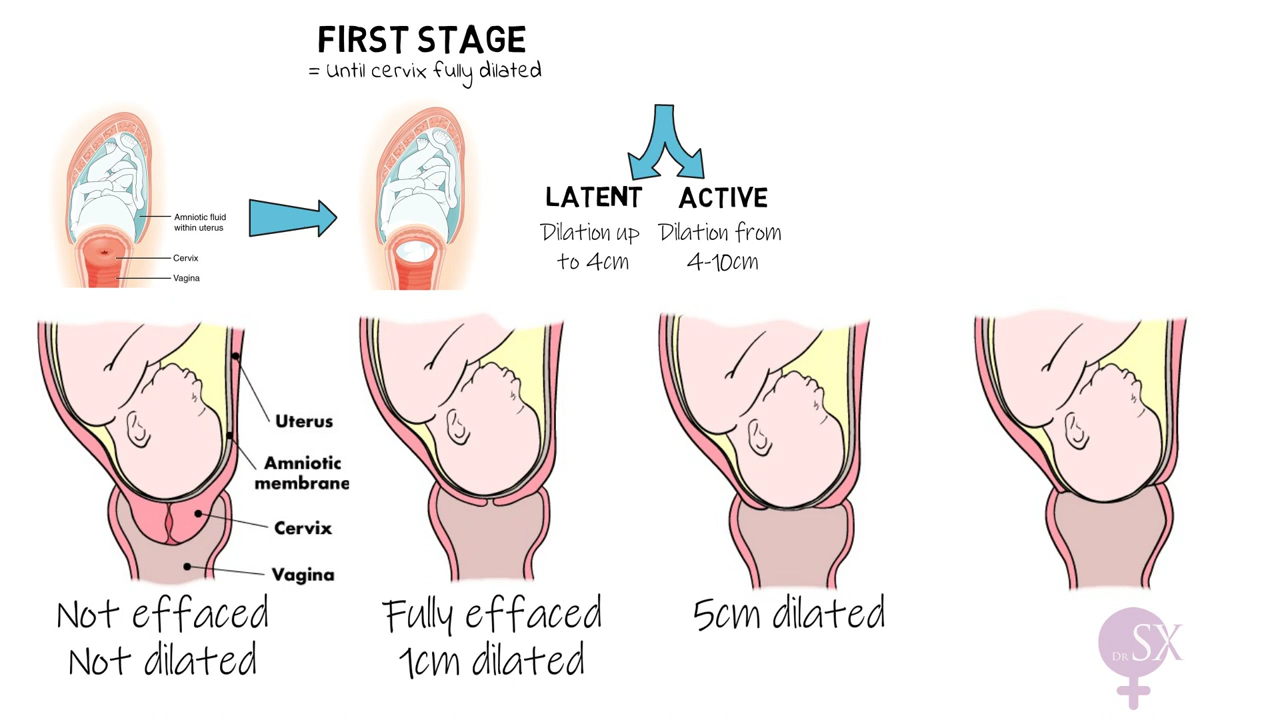 FIRST STAGE
= Until cervix fully dilated
LATENT
Dilation up
to 4cm
ACTIVE
Dilation from
4-10cm
Amniotic fluid
within uterus
Cervix
Vagina
Uterus
Amniotic
membrane
Cervix
Vagina
Not effaced
Not dilated
Fully effaced
1cm dilated
5cm dilated
DR SX